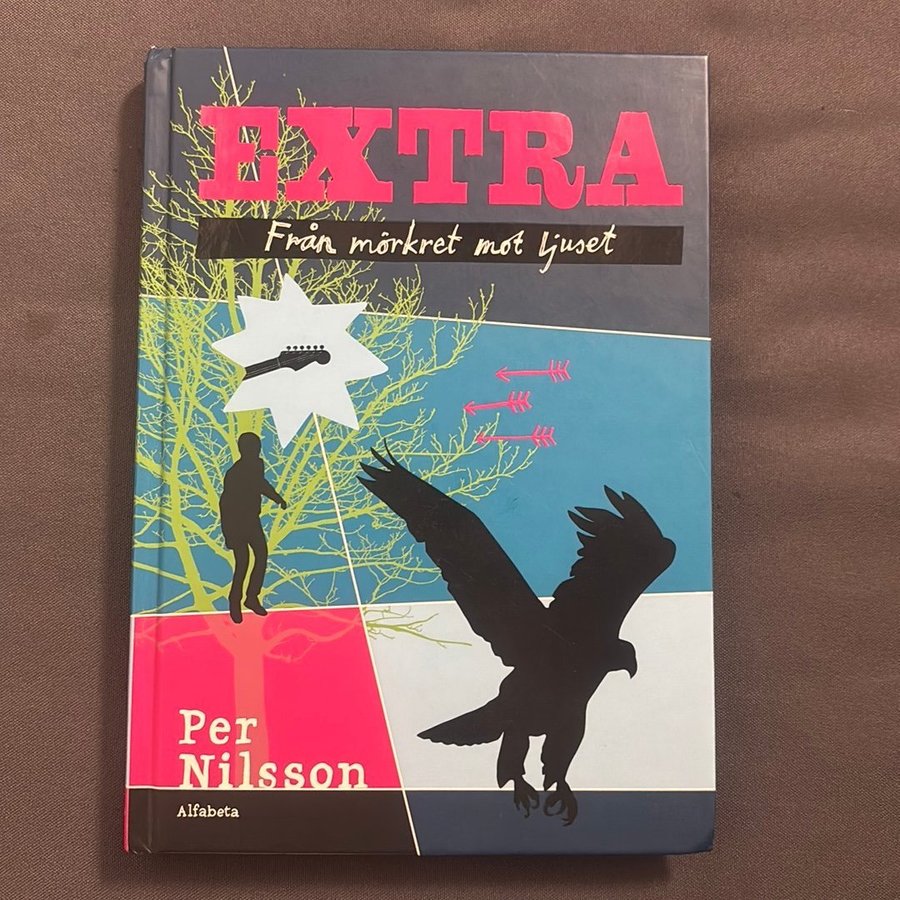 EXTRA
Från mörkret mot ljuset
Per
Nilsson
Alfabeta